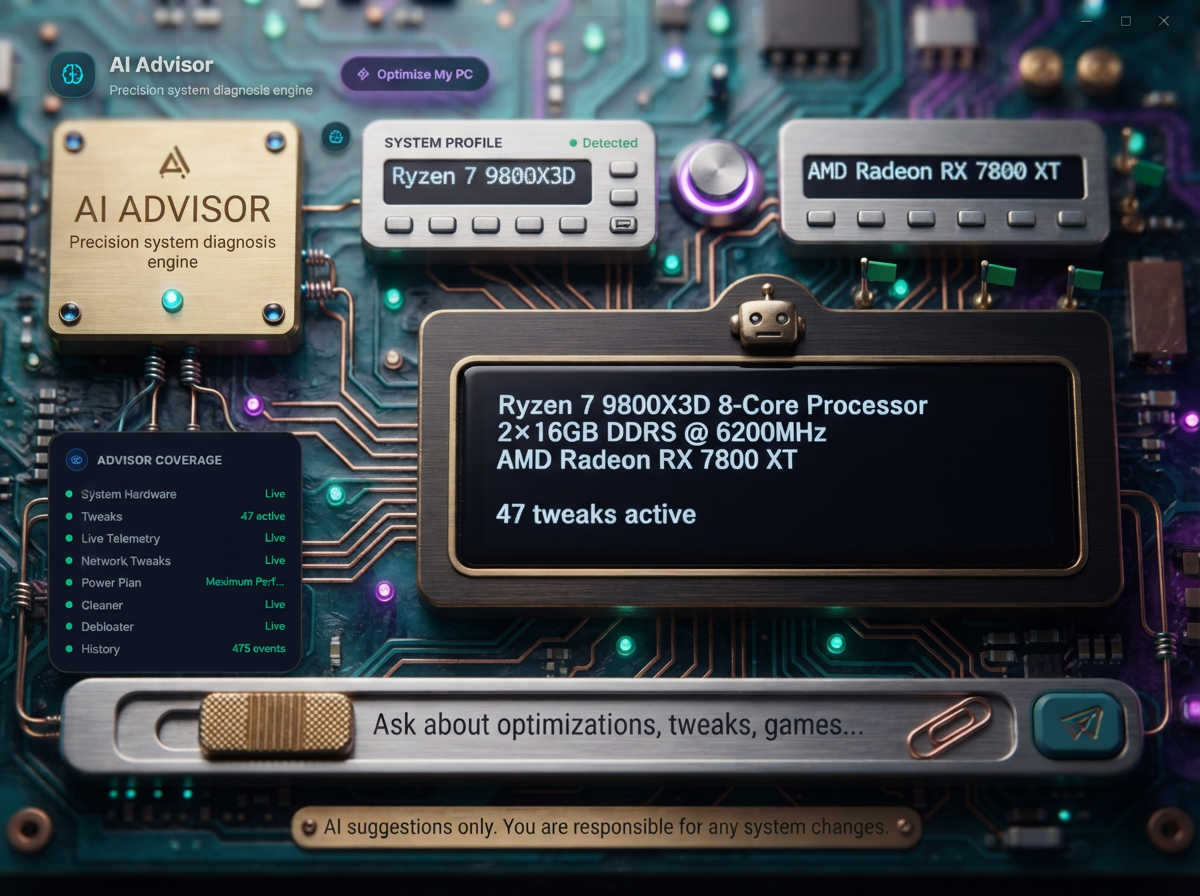 AI Advisor
Precision system diagnosis engine
Optimise My PC
AI ADVISOR
Precision system diagnosis
engine
SYSTEM PROFILE
Detected
Ryzen 7 9800X3D
AMD Radeon RX 7800 XT
Ryzen 7 9800X3D 8-Core Processor
2×16GB DDRS @ 6200MHz
AMD Radeon RX 7800 XT
47 tweaks active
ADVISOR COVERAGE
System Hardware Live
Tweaks 47 active
Live Telemetry Live
Network Tweaks Live
Power Plan Maximum Perf...
Cleaner Live
Debloater Live
History 475 events
Ask about optimizations, tweaks, games...
AI suggestions only. You are responsible for any system changes.